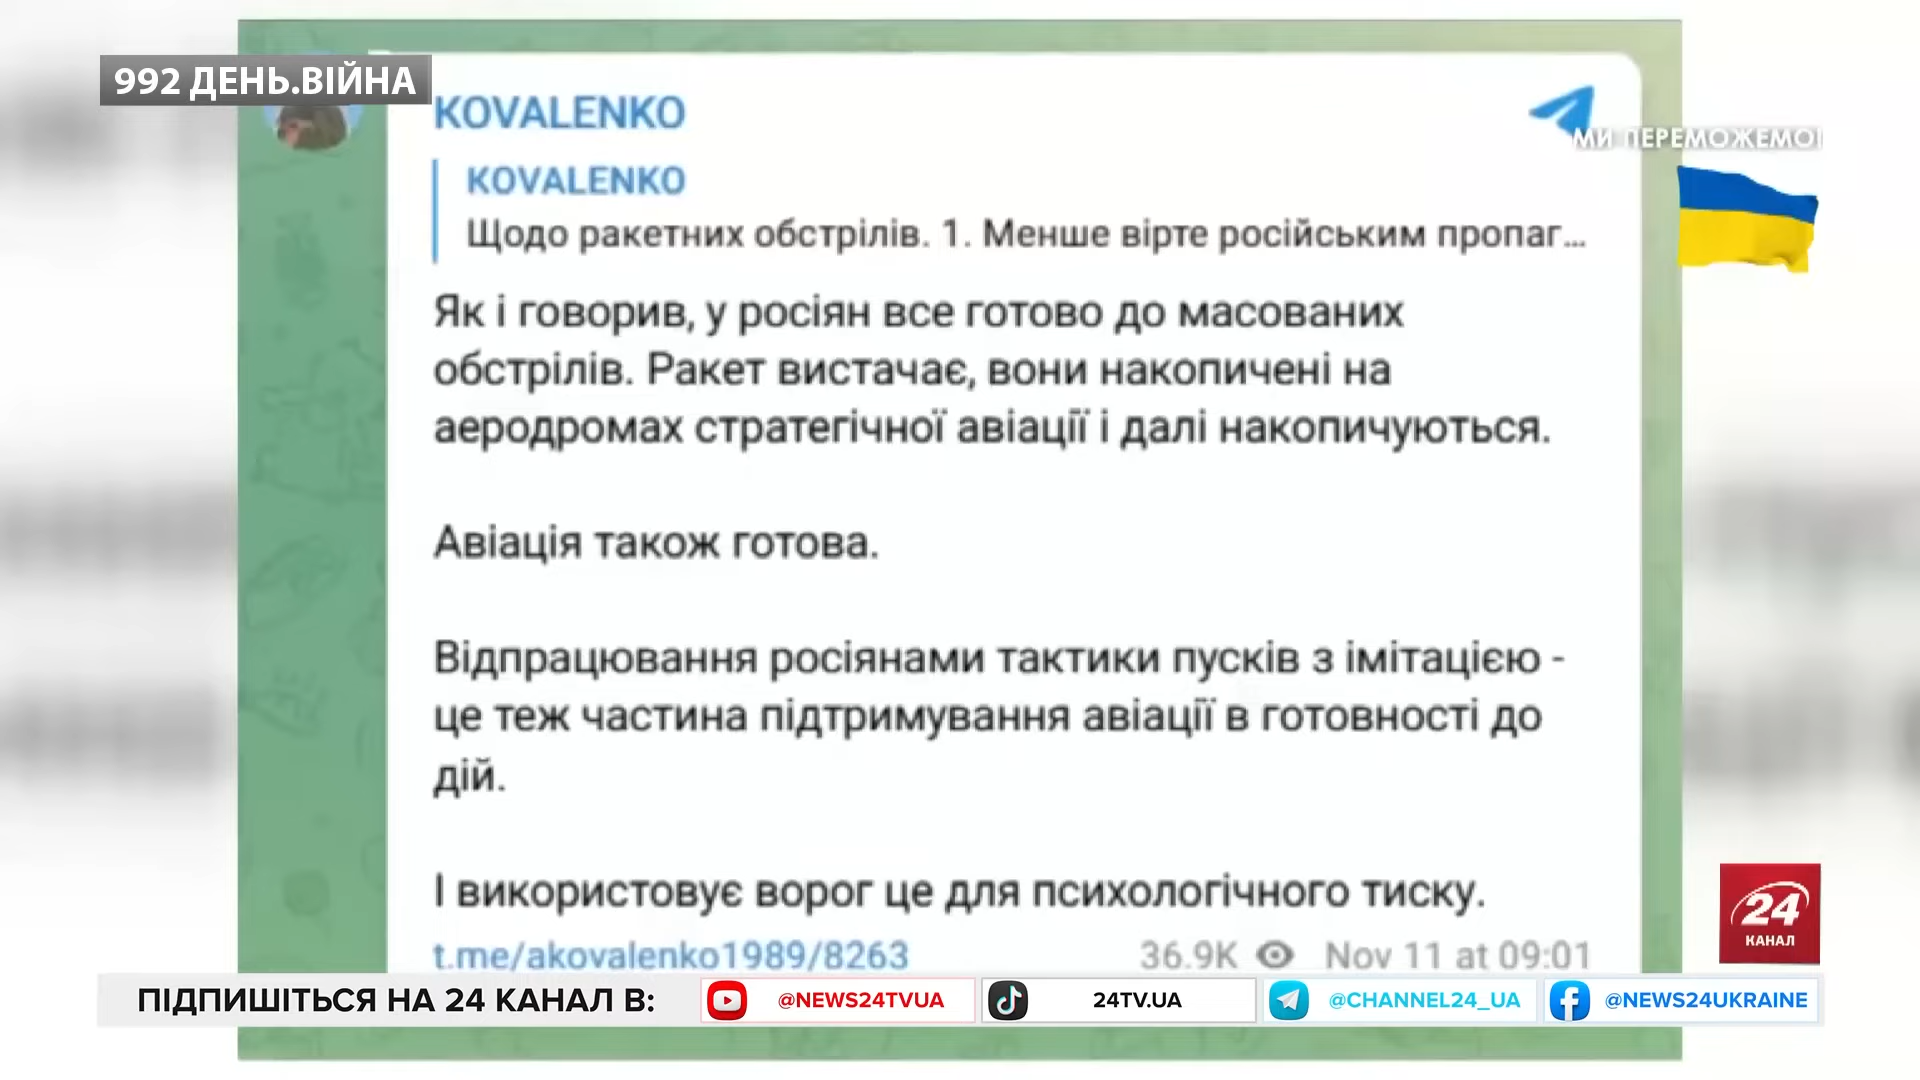 992 ДЕНЬ.ВІЙНА
KOVALENKO
МИ ПЕРЕМОЖЕМО!
KOVALENKO
Щодо ракетних обстрілів. 1. Менше вірте російським пропаг...
Як і говорив, у росіян все готово до масованих
обстрілів. Ракет вистачає, вони накопичені на
аеродромах стратегічної авіації і далі накопичуються.
Авіація також готова.
Відпрацювання росіянами тактики пусків з імітацією -
це теж частина підтримування авіації в готовності до
дій.
І використовує ворог це для психологічного тиску.
t.me/akovalenko1989/8263 36.9K Nov 11 at 09:01
24
КАНАЛ
ПІДПИШІТЬСЯ НА 24 КАНАЛ В: @NEWS24TVUA 24TV.UA @CHANNEL24_UA @NEWS24UKRAINE